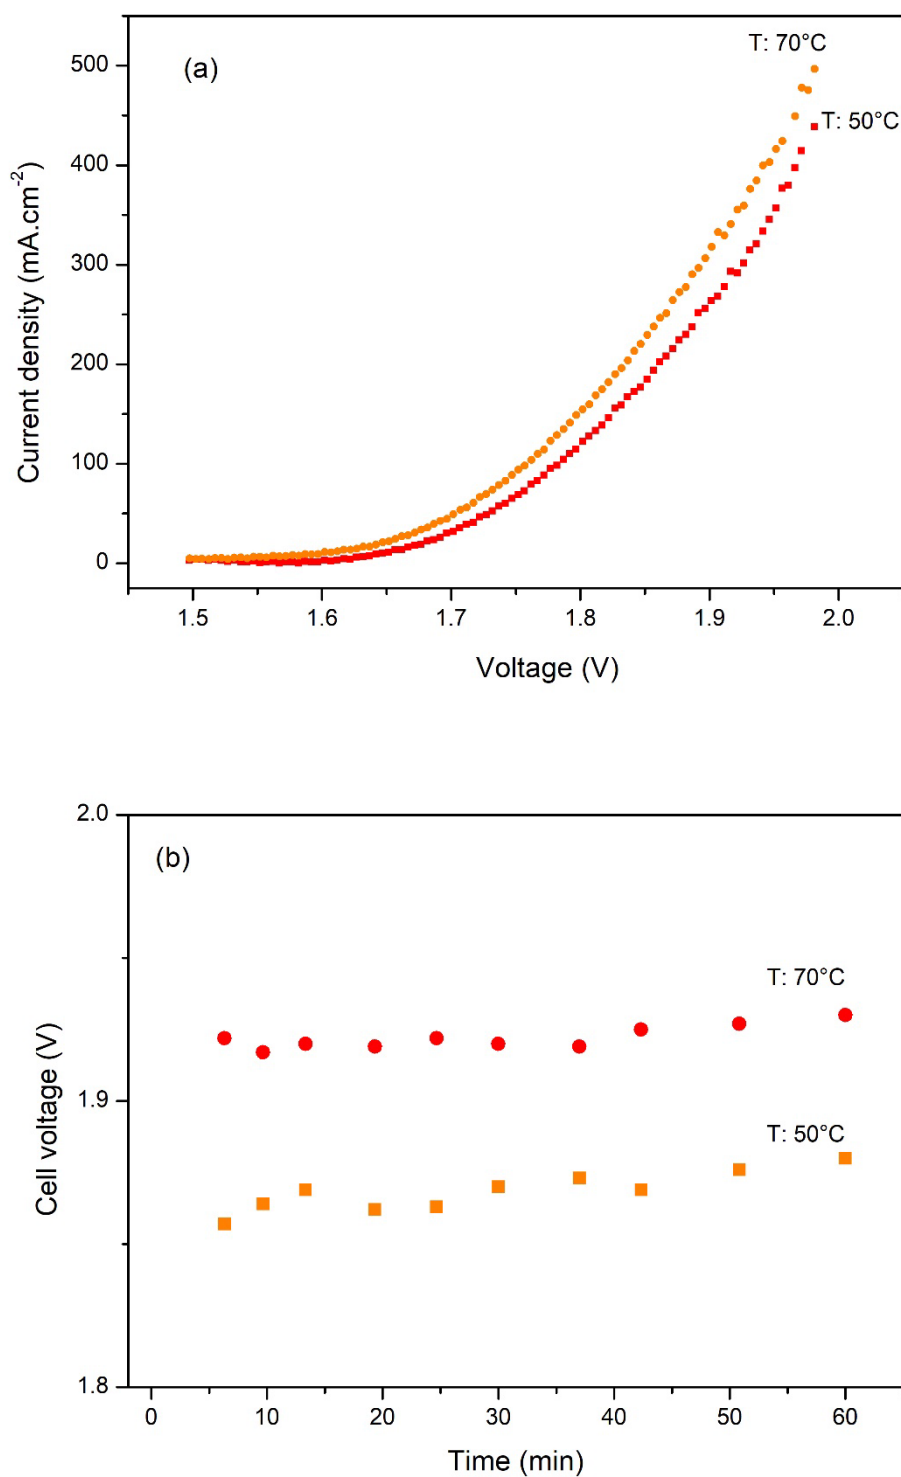 (a)
T: 70°C
T: 50°C
500
400
300
200
100
0
Current density (mA.cm⁻²)
1.5 1.6 1.7 1.8 1.9 2.0
Voltage (V)
(b)
2.0
1.9
1.8
Cell voltage (V)
T: 70°C
T: 50°C
0 10 20 30 40 50 60
Time (min)